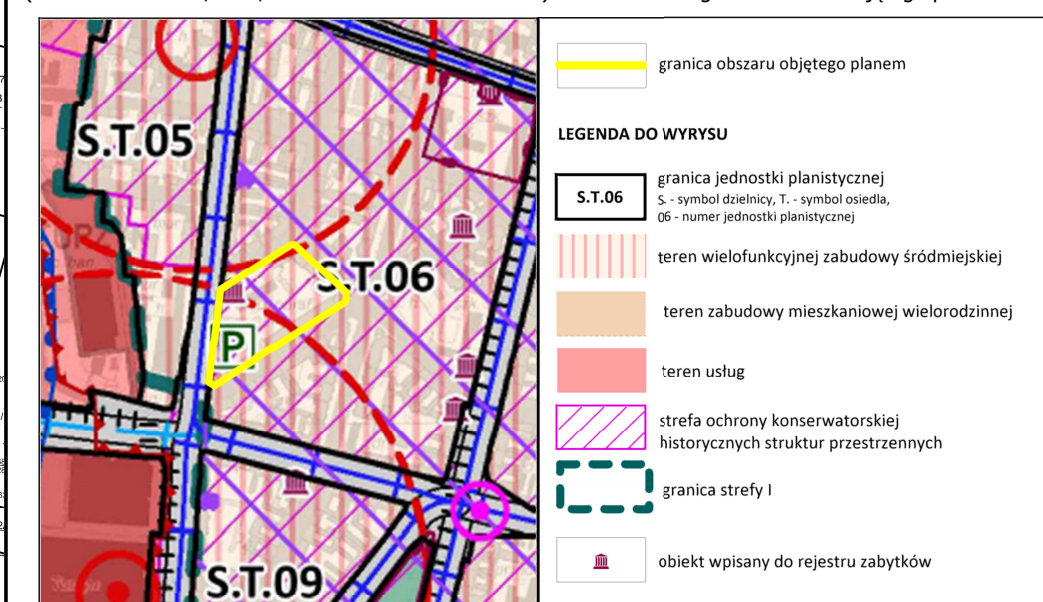 granica obszaru objętego planem
LEGENDA DO WYRYSU
S.T.06
granica jednostki planistycznej
S. - symbol dzielnicy, T. - symbol osiedla,
06 - numer jednostki planistycznej
teren wielofunkcyjnej zabudowy śródmiejskiej
teren zabudowy mieszkaniowej wielorodzinnej
teren usług
strefa ochrony konserwatorskiej
historycznych struktur przestrzennych
granica strefy I
obiekt wpisany do rejestru zabytków
S.T.05
S.T.06
P
S.T.09